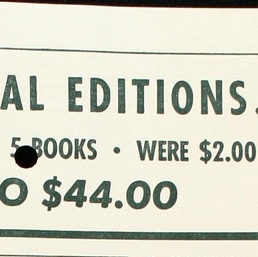 AL EDITIONS.
5 BOOKS • WERE $2.00
O $44.00